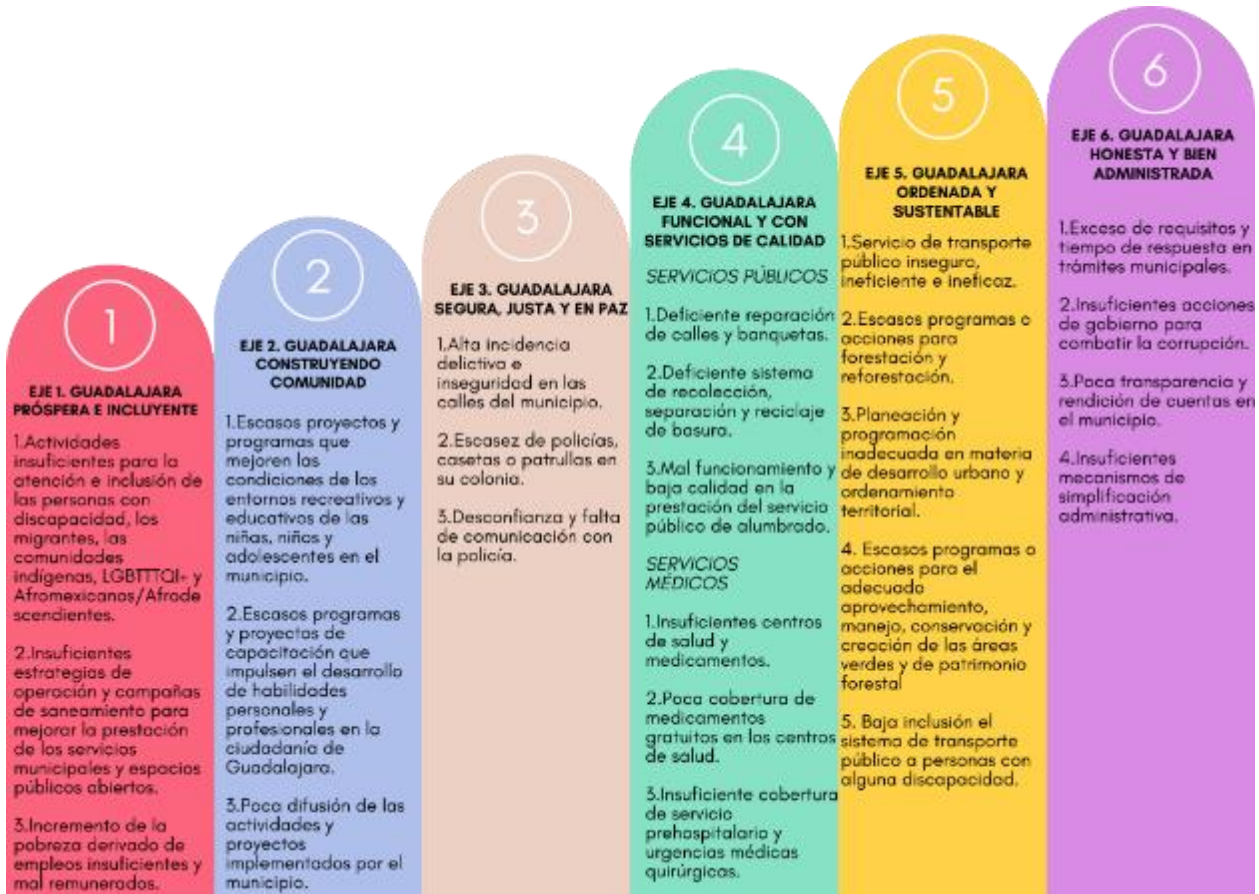 1
EJE 1. GUADALAJARA
PRÓSPERA E INCLUYENTE
1.Actividades
insuficientes para la
atención e inclusión de
las personas con
discapacidad, los
migrantes, las
comunidades
indígenas, LGBTTTQI+ y
Afromexicanos/Afrode
scendientes.
2.Insuficientes
estrategias de
operación y campañas
de saneamiento para
mejorar la prestación
de los servicios
municipales y espacios
públicos abiertos.
3.Incremento de la
pobreza derivado de
empleos insuficientes y
mal remunerados.
2
EJE 2. GUADALAJARA
CONSTRUYENDO
COMUNIDAD
1.Escasos proyectos y
programas que
mejoren las
condiciones de los
entornos recreativos y
educativos de las
niñas, niños y
adolescentes en el
municipio.
2.Escasos programas
y proyectos de
capacitación que
impulsen el desarrollo
de habilidades
personales y
profesionales en la
ciudadanía de
Guadalajara.
3.Poca difusión de las
actividades y
proyectos
implementados por el
municipio.
3
EJE 3. GUADALAJARA
SEGURA, JUSTA Y EN PAZ
1.Alta incidencia
delictiva e
inseguridad en las
calles del municipio.
2.Escasez de policías,
casetas o patrullas en
su colonia.
3.Desconfianza y falta
de comunicación con
la policía.
4
EJE 4. GUADALAJARA
FUNCIONAL Y CON
SERVICIOS DE CALIDAD
SERVICIOS PÚBLICOS
1.Deficiente reparación
de calles y banquetas.
2.Deficiente sistema
de recolección,
separación y reciclaje
de basura.
3.Mal funcionamiento y
baja calidad en la
prestación del servicio
público de alumbrado.
SERVICIOS
MÉDICOS
1.Insuficientes centros
de salud y
medicamentos.
2.Poca cobertura de
medicamentos
gratuitos en los centros
de salud.
3.Insuficiente cobertura
de servicio
prehospitalario y
urgencias médicas
quirúrgicas.
5
EJE 5. GUADALAJARA
ORDENADA Y
SUSTENTABLE
1.Servicio de transporte
público inseguro,
ineficiente e ineficaz.
2.Escasos programas o
acciones para
forestación y
reforestación.
3.Planeación y
programación
inadecuada en materia
de desarrollo urbano y
ordenamiento
territorial.
4. Escasos programas o
acciones para el
adecuado
aprovechamiento,
manejo, conservación y
creación de las áreas
verdes y de patrimonio
forestal
5. Baja inclusión el
sistema de transporte
público a personas con
alguna discapacidad.
6
EJE 6. GUADALAJARA
HONESTA Y BIEN
ADMINISTRADA
1.Exceso de requisitos y
tiempo de respuesta en
trámites municipales.
2.Insuficientes acciones
de gobierno para
combatir la corrupción.
3.Poca transparencia y
rendición de cuentas en
el municipio.
4.Insuficientes
mecanismos de
simplificación
administrativa.